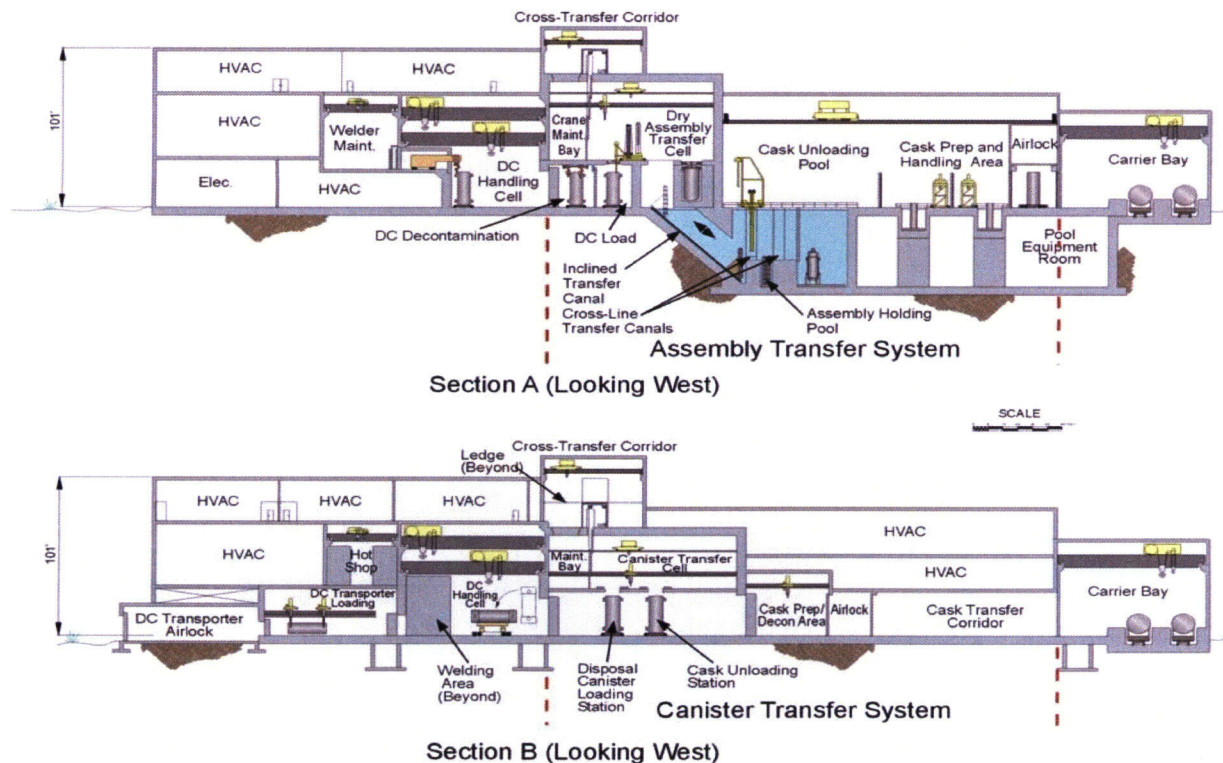 Cross-Transfer Corridor
HVAC
HVAC
101'
HVAC
Welder
Maint.
Crane
Maint.
Bay
Dry
Assembly
Transfer
Cell
Cask Unloading
Pool
Cask Prep and
Handling Area
Airlock
Carrier Bay
Elec.
HVAC
DC
Handling
Cell
DC Decontamination
DC Load
Pool
Equipment
Room
Inclined
Transfer
Canal
Cross-Line
Transfer Canals
Assembly Holding
Pool
Assembly Transfer System
Section A (Looking West)
SCALE
Cross-Transfer Corridor
Ledge
(Beyond)
HVAC
HVAC
HVAC
HVAC
101'
HVAC
Hot
Shop
Maint.
Bay
Canister Transfer
Cell
HVAC
DC Transporter
Loading
DC
Handling
Cell
Cask Prep/
Decon Area
Airlock
Cask Transfer
Corridor
Carrier Bay
DC Transporter
Airlock
Welding
Area
(Beyond)
Disposal
Canister
Loading
Station
Cask Unloading
Station
Canister Transfer System
Section B (Looking West)